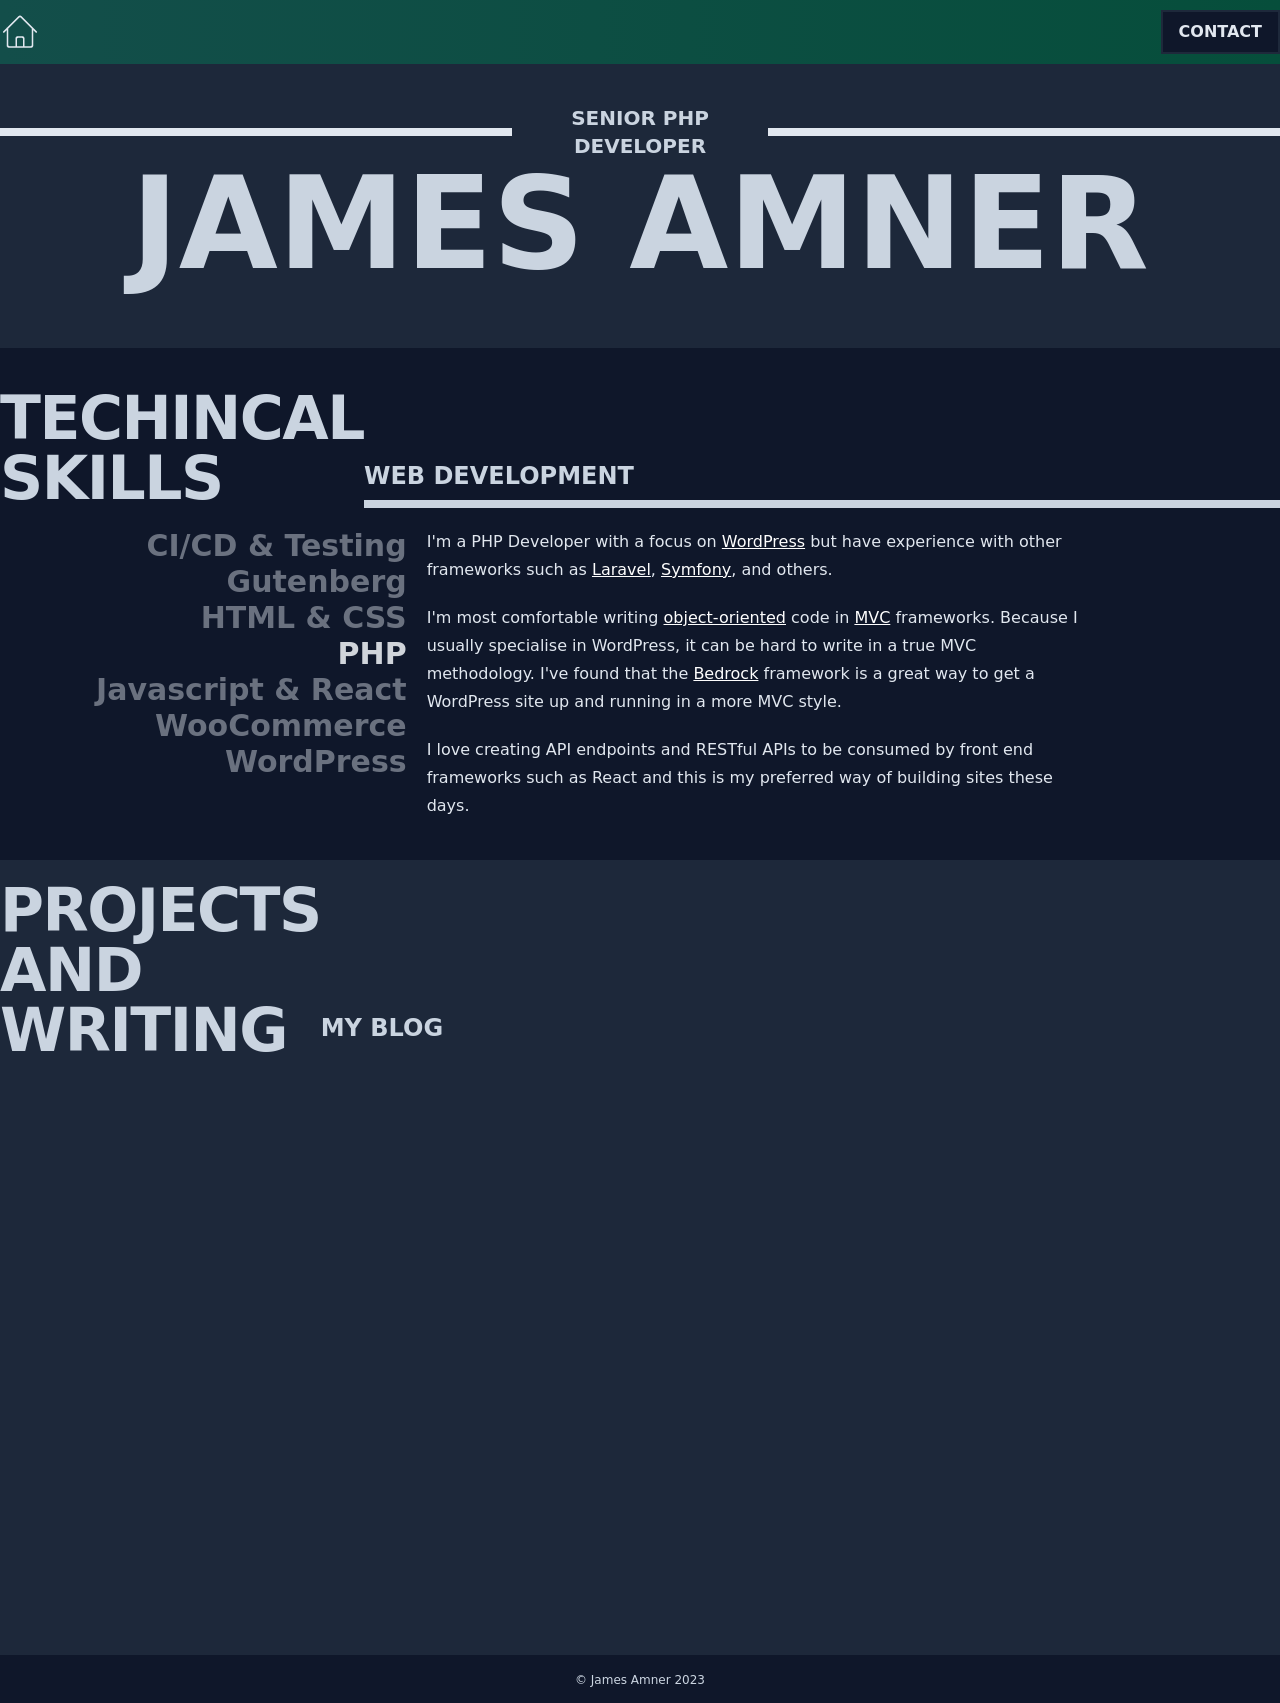 CONTACT
SENIOR PHP
DEVELOPER
JAMES AMNER
TECHINCAL
SKILLS
WEB DEVELOPMENT
CI/CD & Testing
Gutenberg
HTML & CSS
PHP
Javascript & React
WooCommerce
WordPress
I'm a PHP Developer with a focus on WordPress but have experience with other
frameworks such as Laravel, Symfony, and others.
I'm most comfortable writing object-oriented code in MVC frameworks. Because I
usually specialise in WordPress, it can be hard to write in a true MVC
methodology. I've found that the Bedrock framework is a great way to get a
WordPress site up and running in a more MVC style.
I love creating API endpoints and RESTful APIs to be consumed by front end
frameworks such as React and this is my preferred way of building sites these
days.
PROJECTS
AND
WRITING
MY BLOG
© James Amner 2023